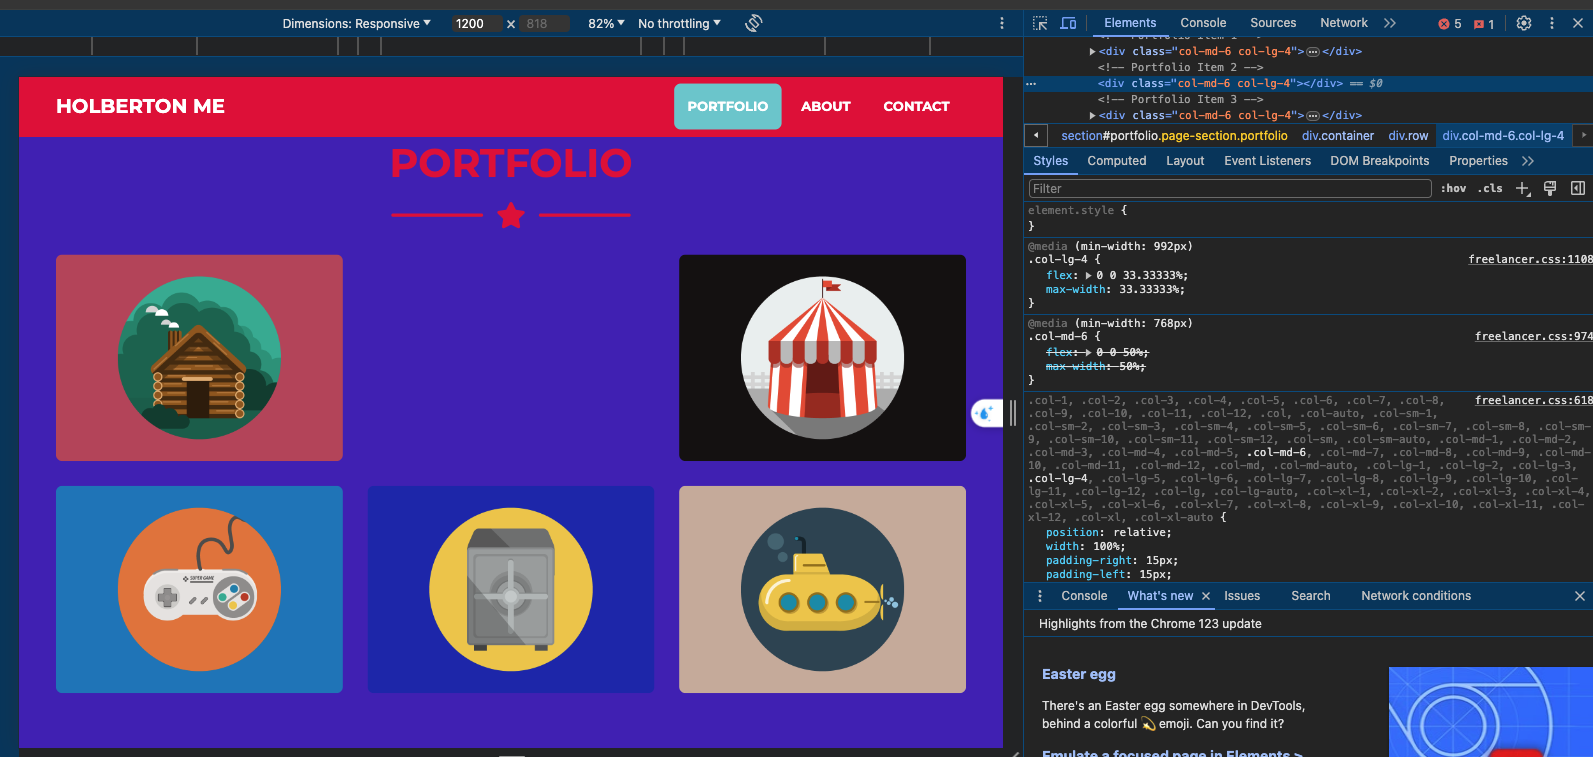 Dimensions: Responsive
1200 x 818
82%
No throttling
Elements
Console
Sources
Network
5
1
<!-- Portfolio Item 1 -->
<div class="col-md-6 col-lg-4">…</div>
<!-- Portfolio Item 2 -->
<div class="col-md-6 col-lg-4"></div> == $0
<!-- Portfolio Item 3 -->
<div class="col-md-6 col-lg-4">…</div>
section#portfolio.page-section.portfolio
div.container
div.row
div.col-md-6.col-lg-4
Styles
Computed
Layout
Event Listeners
DOM Breakpoints
Properties
Filter
:hov
.cls
element.style {
}
@media (min-width: 992px)
.col-lg-4 {
freelancer.css:1108
flex: 0 0 33.33333%;
max-width: 33.33333%;
}
@media (min-width: 768px)
.col-md-6 {
freelancer.css:974
flex: 0 0 50%;
max-width: 50%;
}
freelancer.css:618
.col-1, .col-2, .col-3, .col-4, .col-5, .col-6, .col-7, .col-8,
.col-9, .col-10, .col-11, .col-12, .col, .col-auto, .col-sm-1,
.col-sm-2, .col-sm-3, .col-sm-4, .col-sm-5, .col-sm-6, .col-sm-7, .col-sm-8, .col-sm-
9, .col-sm-10, .col-sm-11, .col-sm-12, .col-sm, .col-sm-auto, .col-md-1, .col-md-2,
.col-md-3, .col-md-4, .col-md-5, .col-md-6, .col-md-7, .col-md-8, .col-md-9, .col-md-
10, .col-md-11, .col-md-12, .col-md, .col-md-auto, .col-lg-1, .col-lg-2, .col-lg-3,
.col-lg-4, .col-lg-5, .col-lg-6, .col-lg-7, .col-lg-8, .col-lg-9, .col-lg-10, .col-
lg-11, .col-lg-12, .col-lg, .col-lg-auto, .col-xl-1, .col-xl-2, .col-xl-3, .col-xl-4,
.col-xl-5, .col-xl-6, .col-xl-7, .col-xl-8, .col-xl-9, .col-xl-10, .col-xl-11, .col-
xl-12, .col-xl, .col-xl-auto {
position: relative;
width: 100%;
padding-right: 15px;
padding-left: 15px;
Console
What's new
Issues
Search
Network conditions
Highlights from the Chrome 123 update
Easter egg
There's an Easter egg somewhere in DevTools,
behind a colorful 💫 emoji. Can you find it?
Emulate a focused page in Elements >
HOLBERTON ME
PORTFOLIO
ABOUT
CONTACT
PORTFOLIO
SUPER GAME